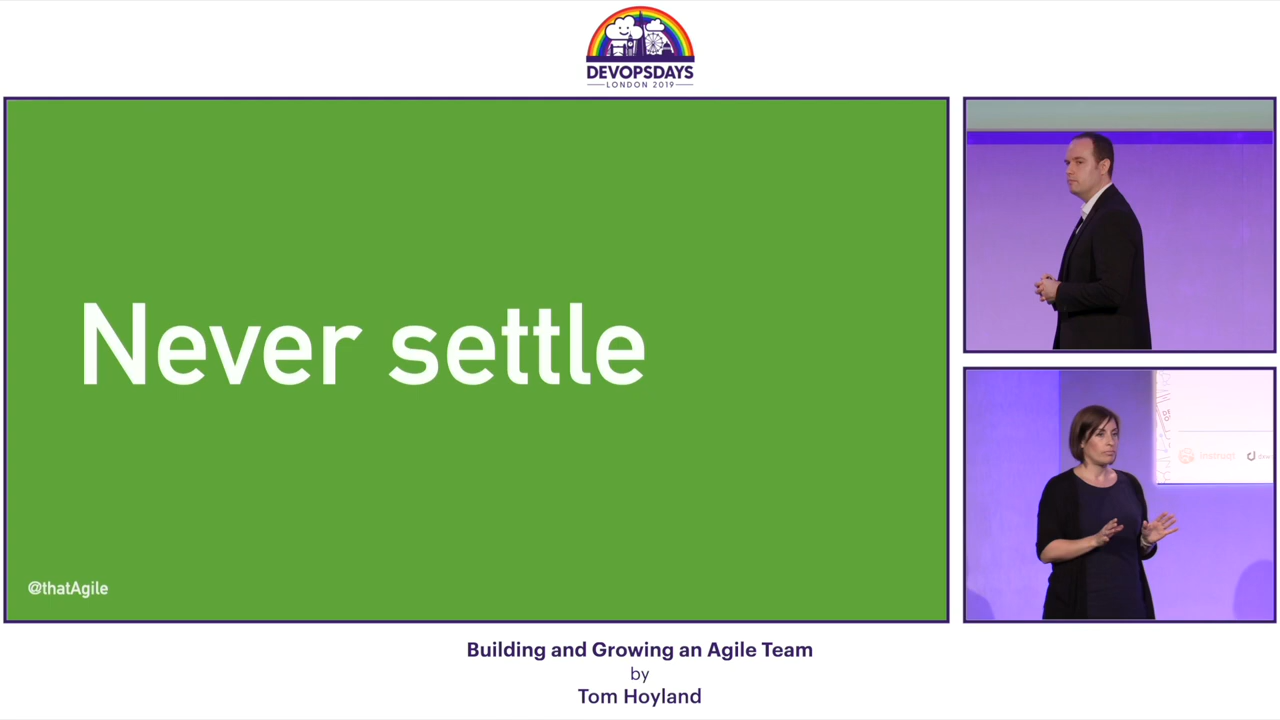 DEVOPSDAYS
LONDON 2019
Never settle
@thatAgile
Building and Growing an Agile Team
by
Tom Hoyland